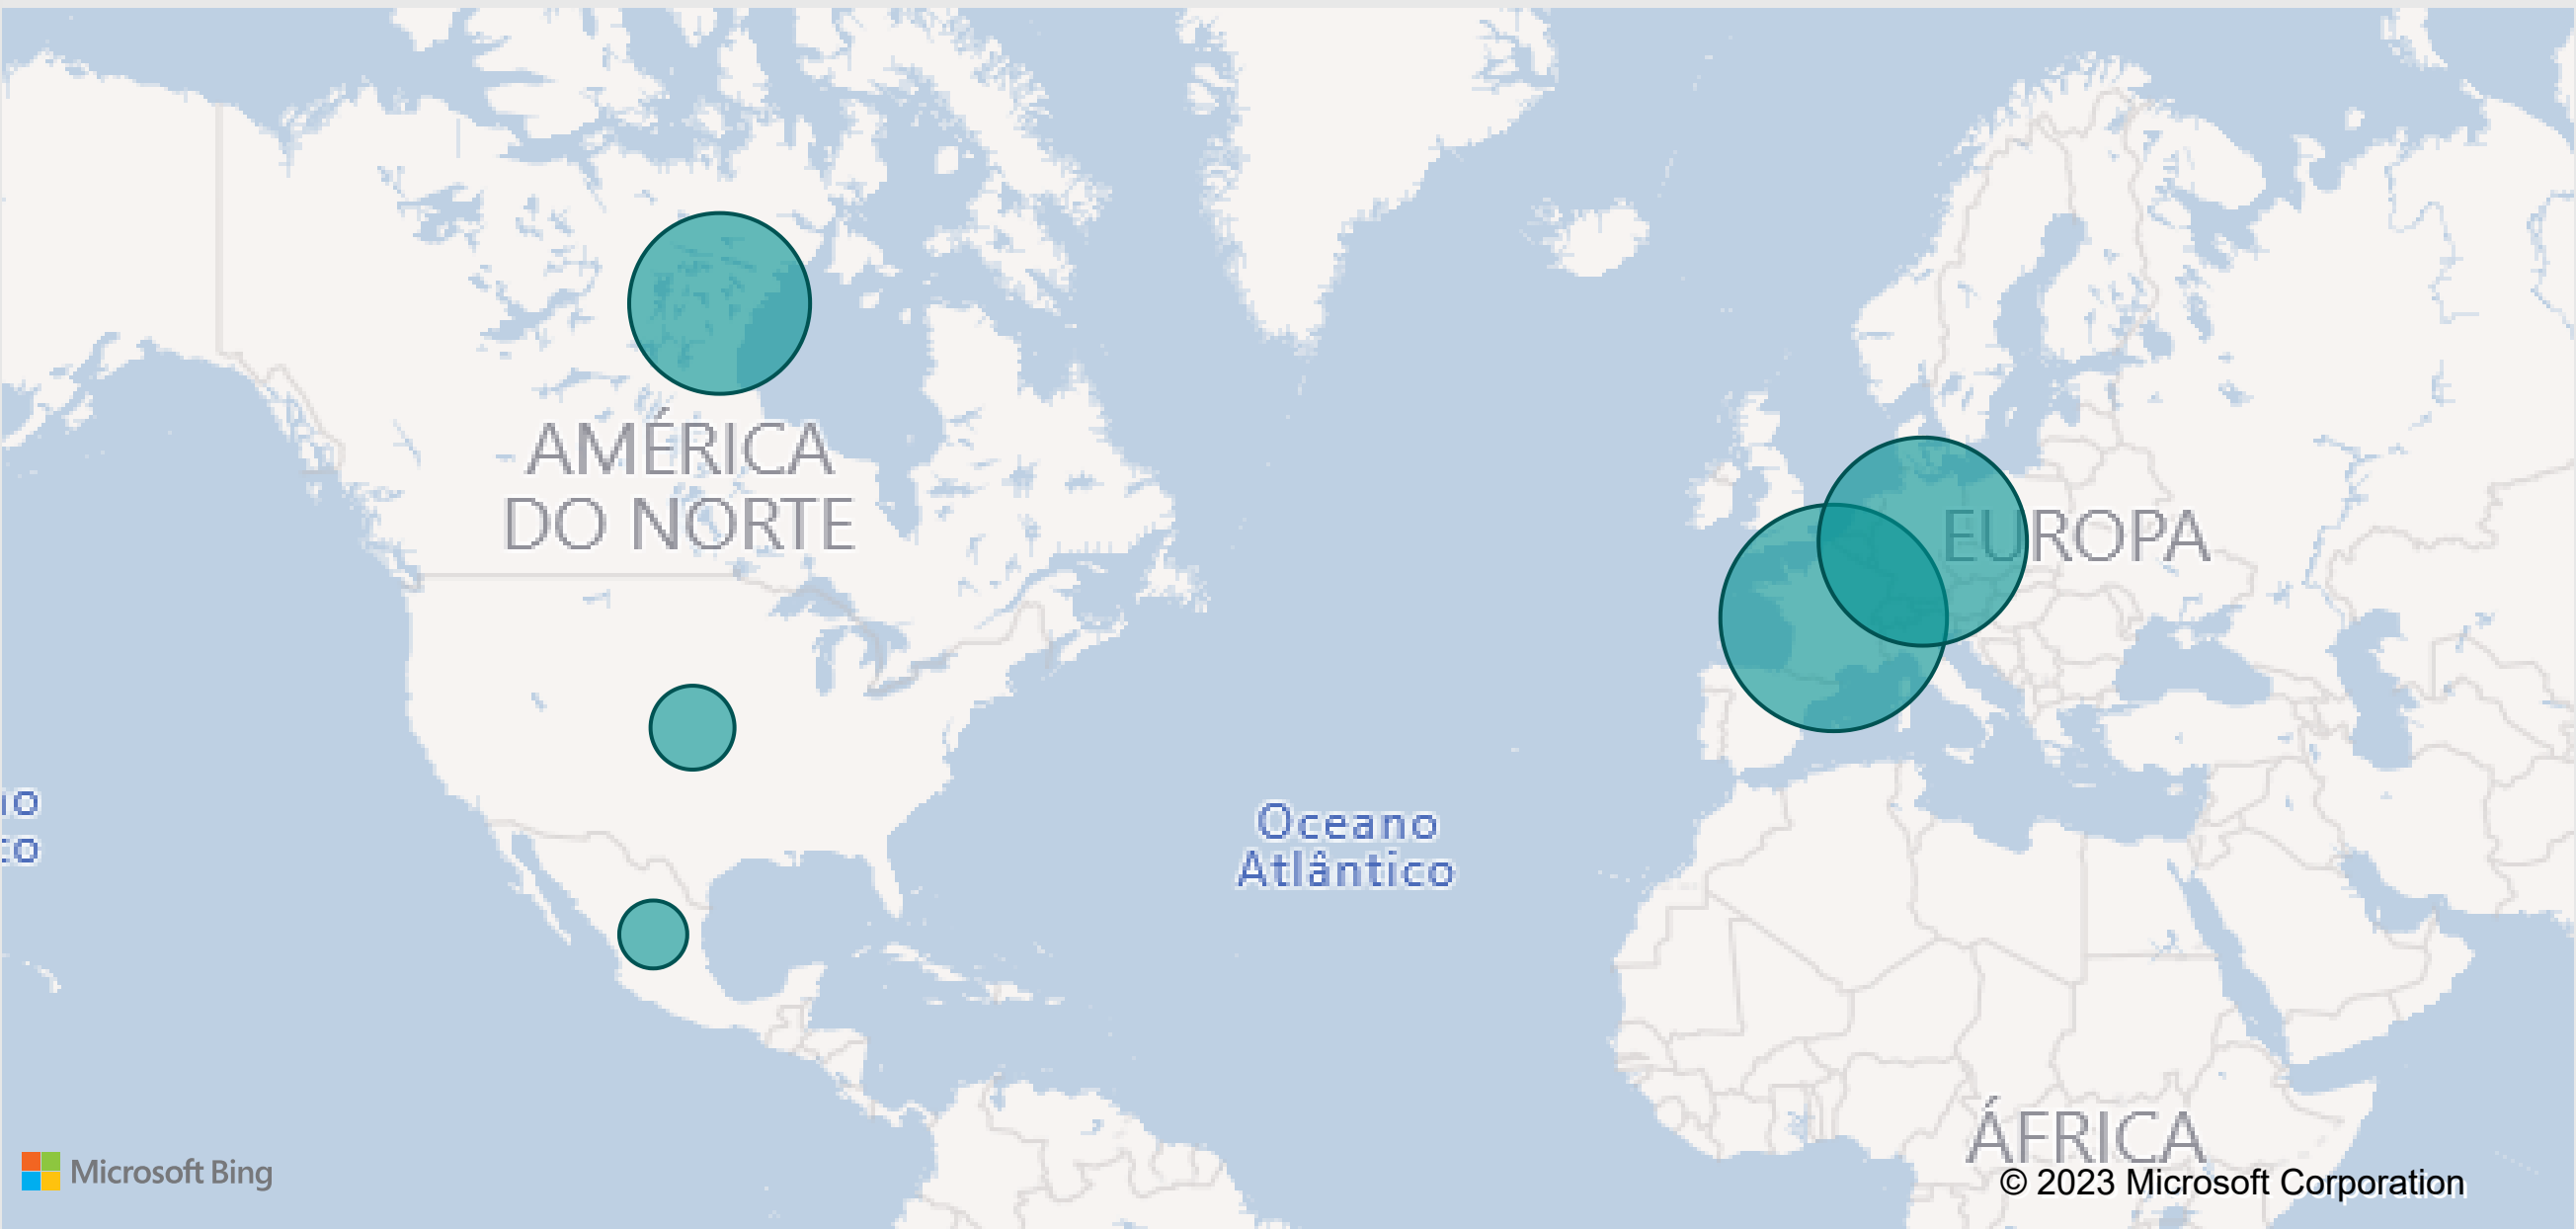 AMÉRICA
DO NORTE
EUROPA
Oceano
Atlântico
ÁFRICA
Microsoft Bing
© 2023 Microsoft Corporation